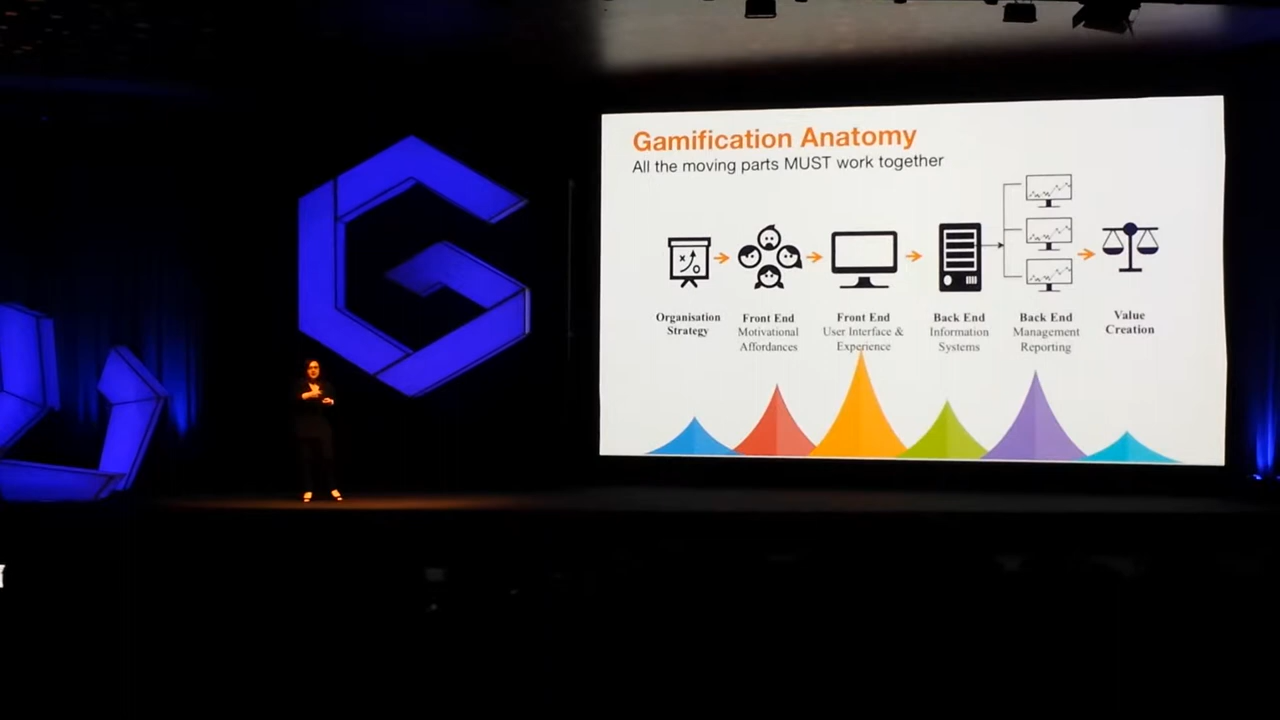 Gamification Anatomy
All the moving parts MUST work together
Organisation
Strategy
Front End
Motivational
Affordances
Front End
User Interface &
Experience
Back End
Information
Systems
Back End
Management
Reporting
Value
Creation